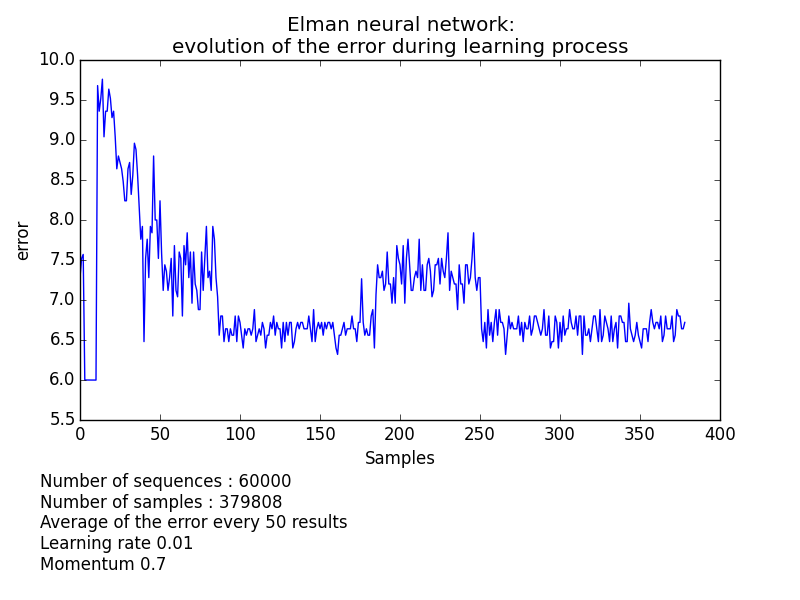 Elman neural network:
evolution of the error during learning process
10.0
9.5
9.0
8.5
8.0
7.5
7.0
6.5
6.0
5.5
error
0 50 100 150 200 250 300 350 400
Samples
Number of sequences : 60000
Number of samples : 379808
Average of the error every 50 results
Learning rate 0.01
Momentum 0.7